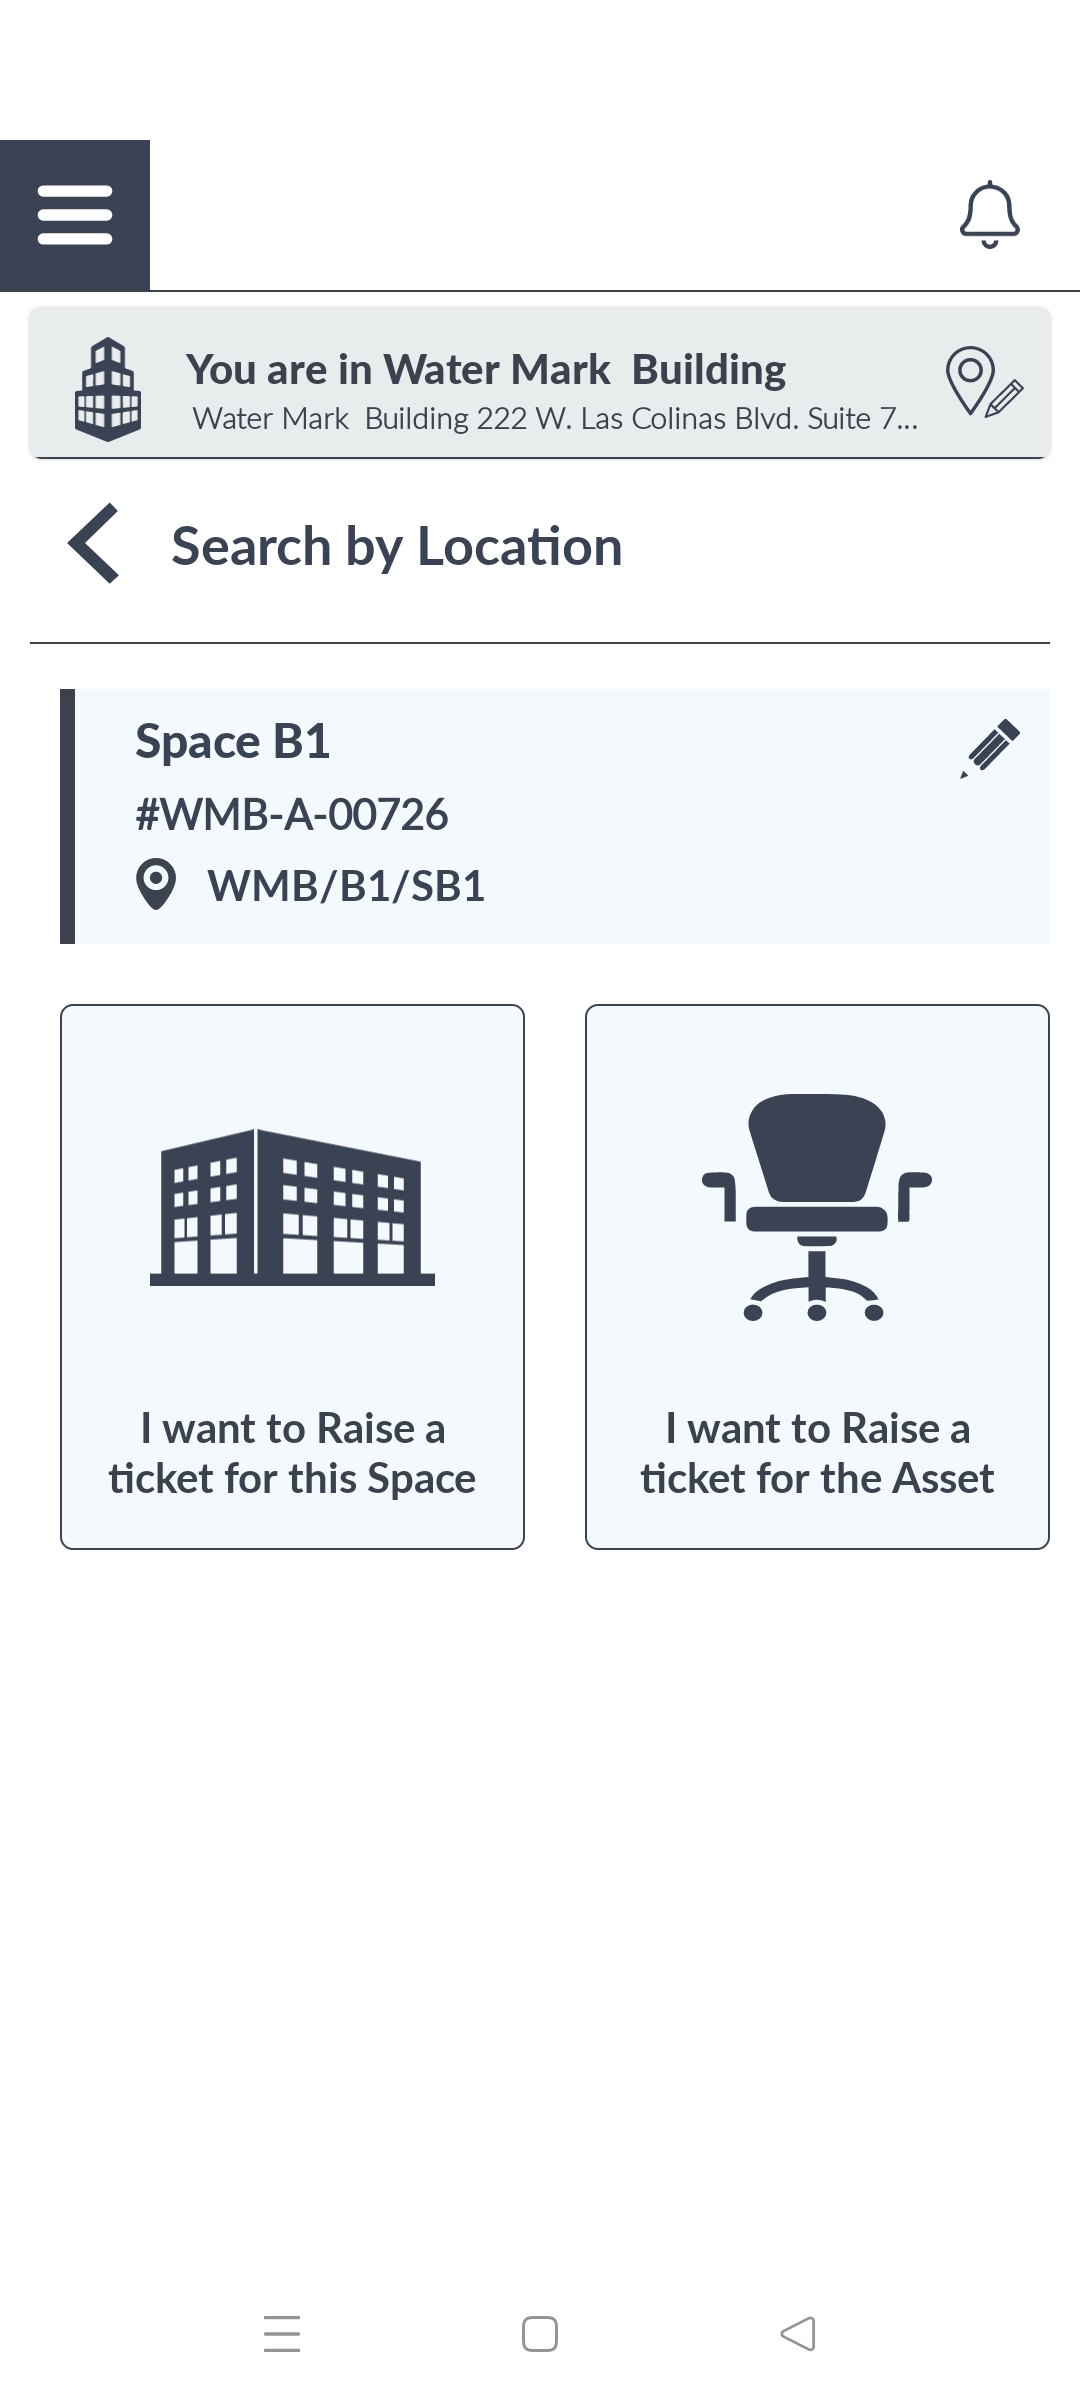 You are in Water Mark  Building
Water Mark  Building 222 W. Las Colinas Blvd. Suite 7...
Search by Location
Space B1
#WMB-A-00726
WMB/B1/SB1
I want to Raise a
ticket for this Space
I want to Raise a
ticket for the Asset